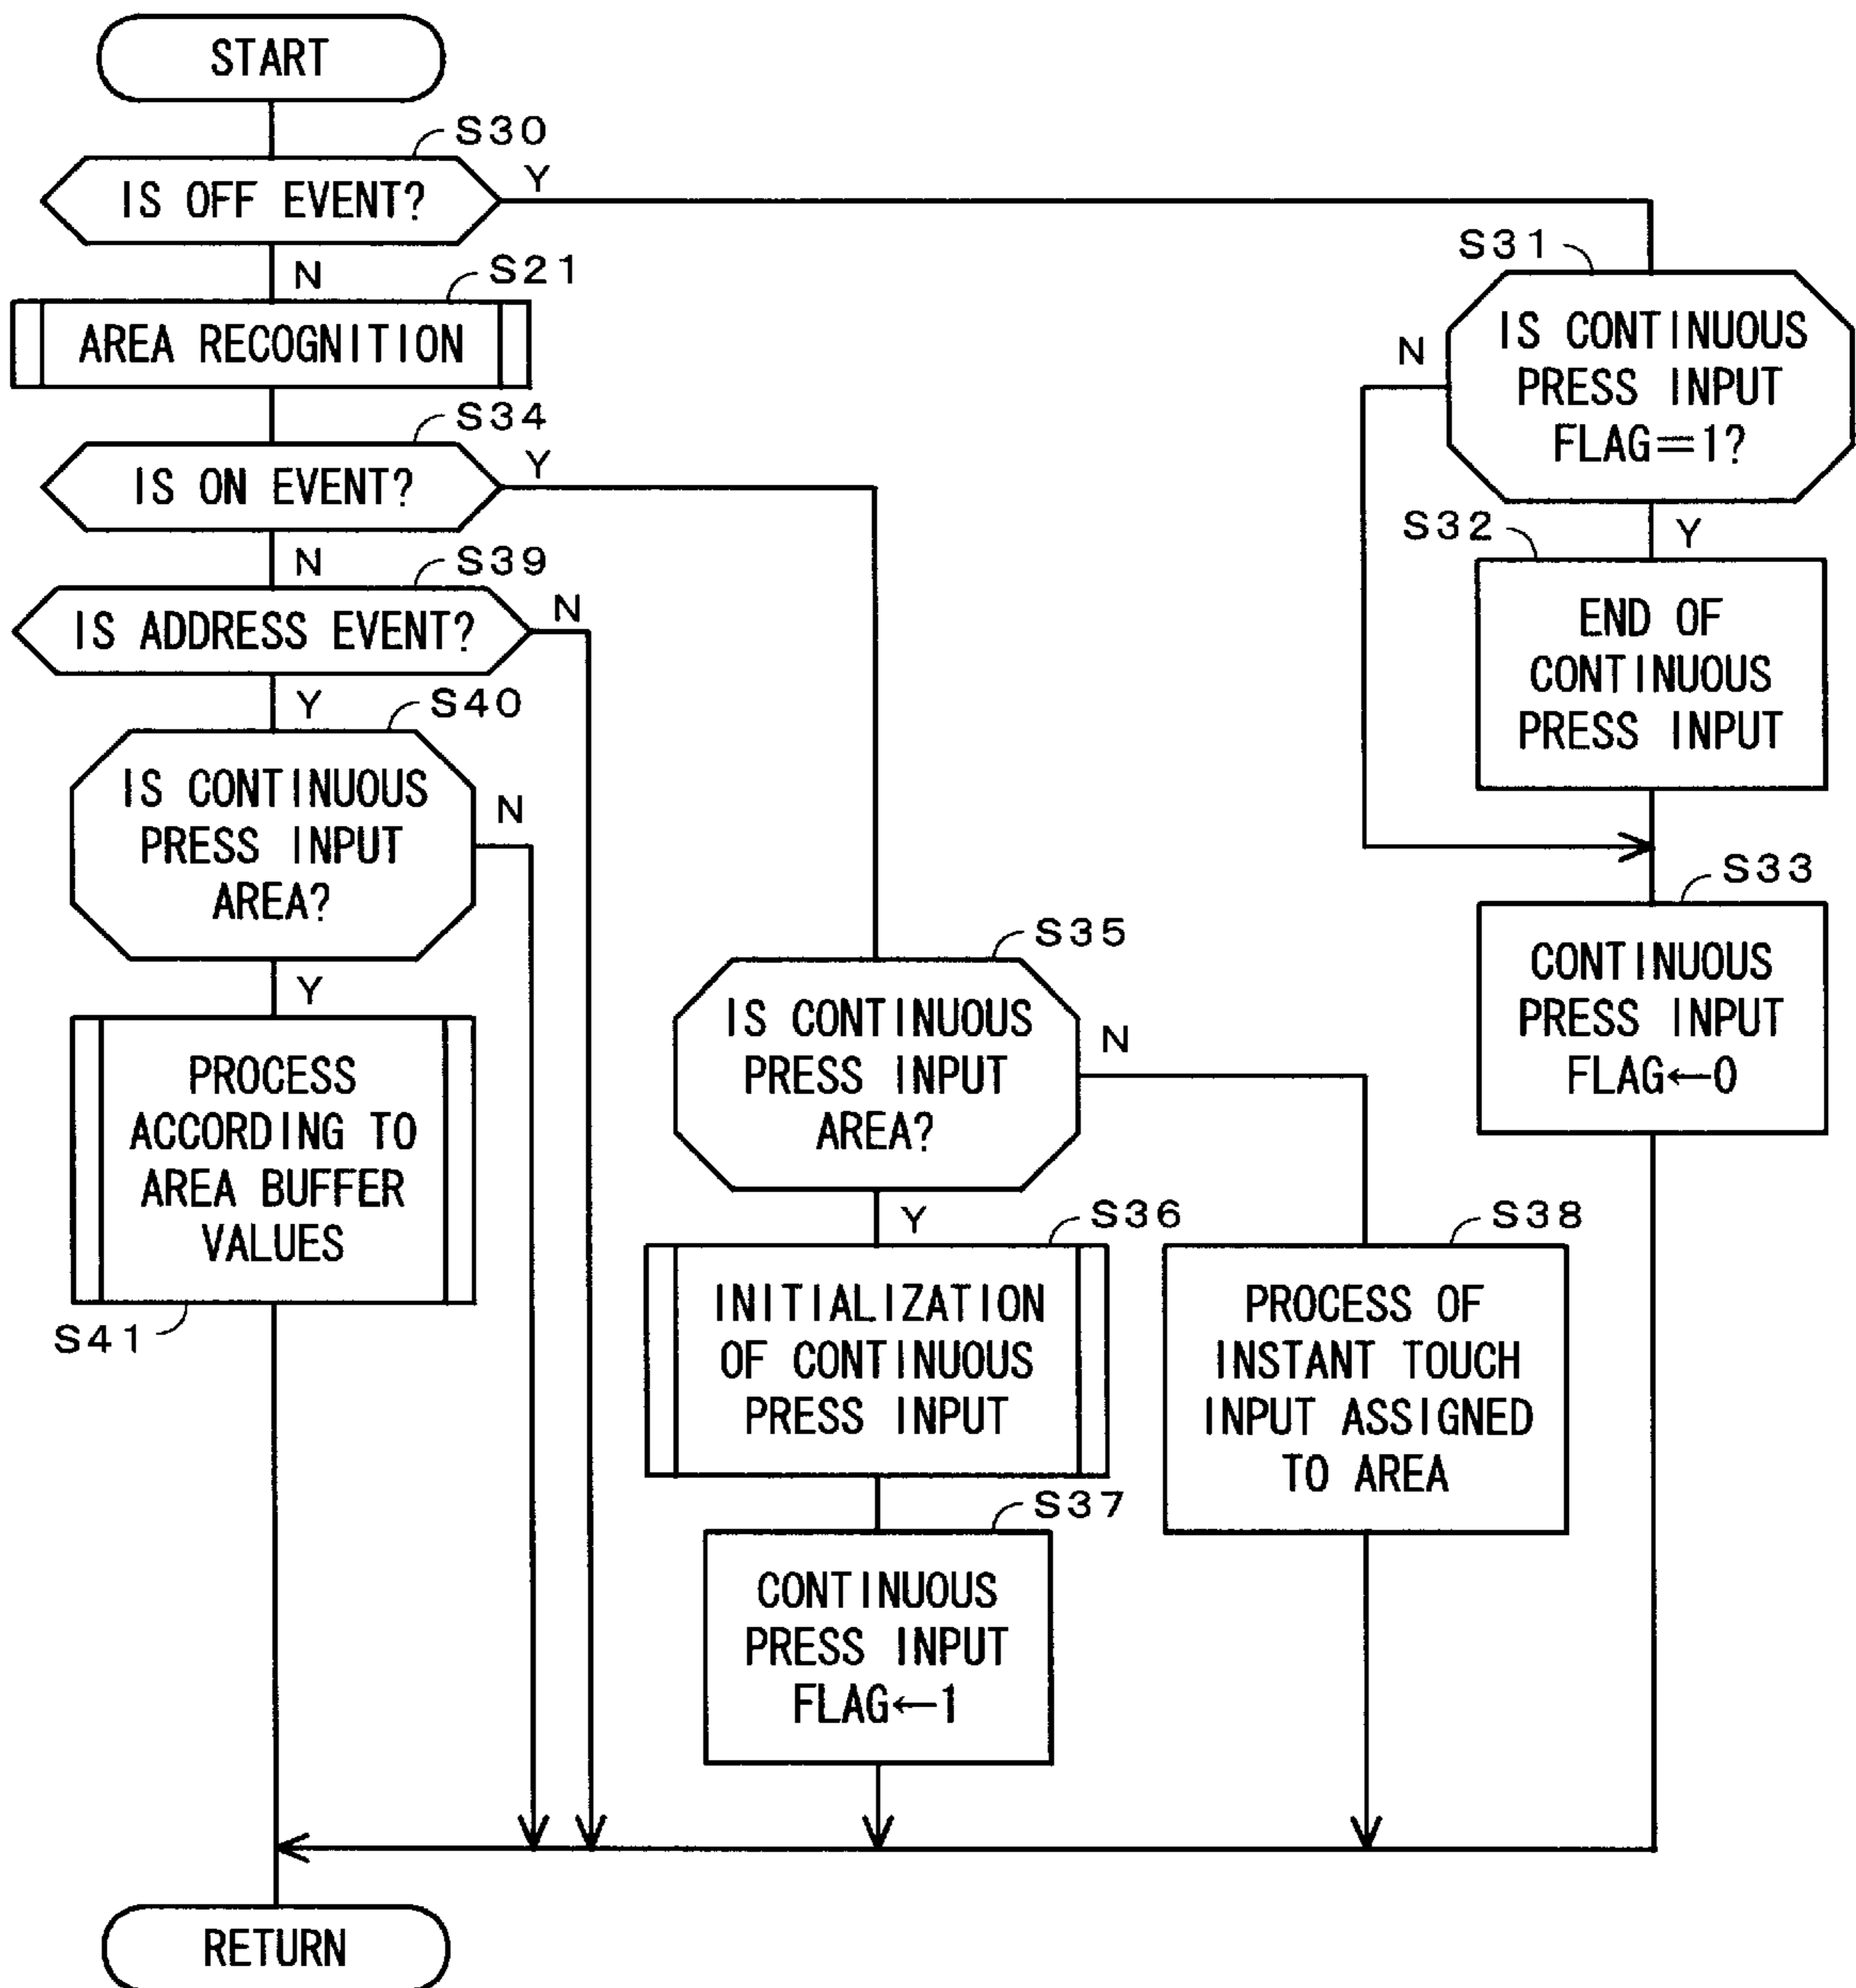 START
S30
IS OFF EVENT?
Y
N
S21
AREA RECOGNITION
S34
IS ON EVENT?
Y
N
S39
IS ADDRESS EVENT?
N
Y
S40
IS CONTINUOUS
PRESS INPUT
AREA?
N
Y
PROCESS
ACCORDING TO
AREA BUFFER
VALUES
S41
S35
IS CONTINUOUS
PRESS INPUT
AREA?
N
Y
S36
INITIALIZATION
OF CONTINUOUS
PRESS INPUT
S37
CONTINUOUS
PRESS INPUT
FLAG←1
S38
PROCESS OF
INSTANT TOUCH
INPUT ASSIGNED
TO AREA
S31
IS CONTINUOUS
PRESS INPUT
FLAG=1?
N
Y
S32
END OF
CONTINUOUS
PRESS INPUT
S33
CONTINUOUS
PRESS INPUT
FLAG←0
RETURN